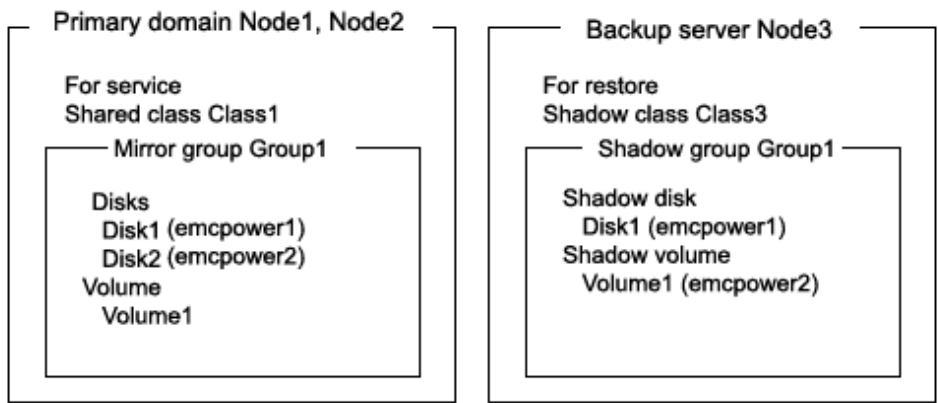 Primary domain Node1, Node2
For service
Shared class Class1
Mirror group Group1
Disks
Disk1 (emcpower1)
Disk2 (emcpower2)
Volume
Volume1
Backup server Node3
For restore
Shadow class Class3
Shadow group Group1
Shadow disk
Disk1 (emcpower1)
Shadow volume
Volume1 (emcpower2)